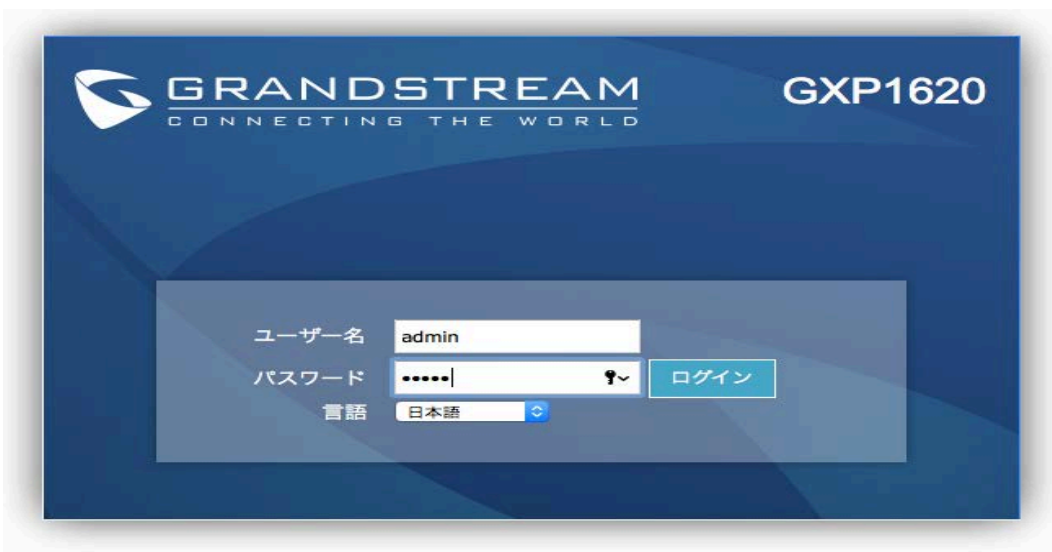 GRANDSTREAM
CONNECTING THE WORLD
GXP1620
ユーザー名 admin
パスワード ••••• ログイン
言語 日本語